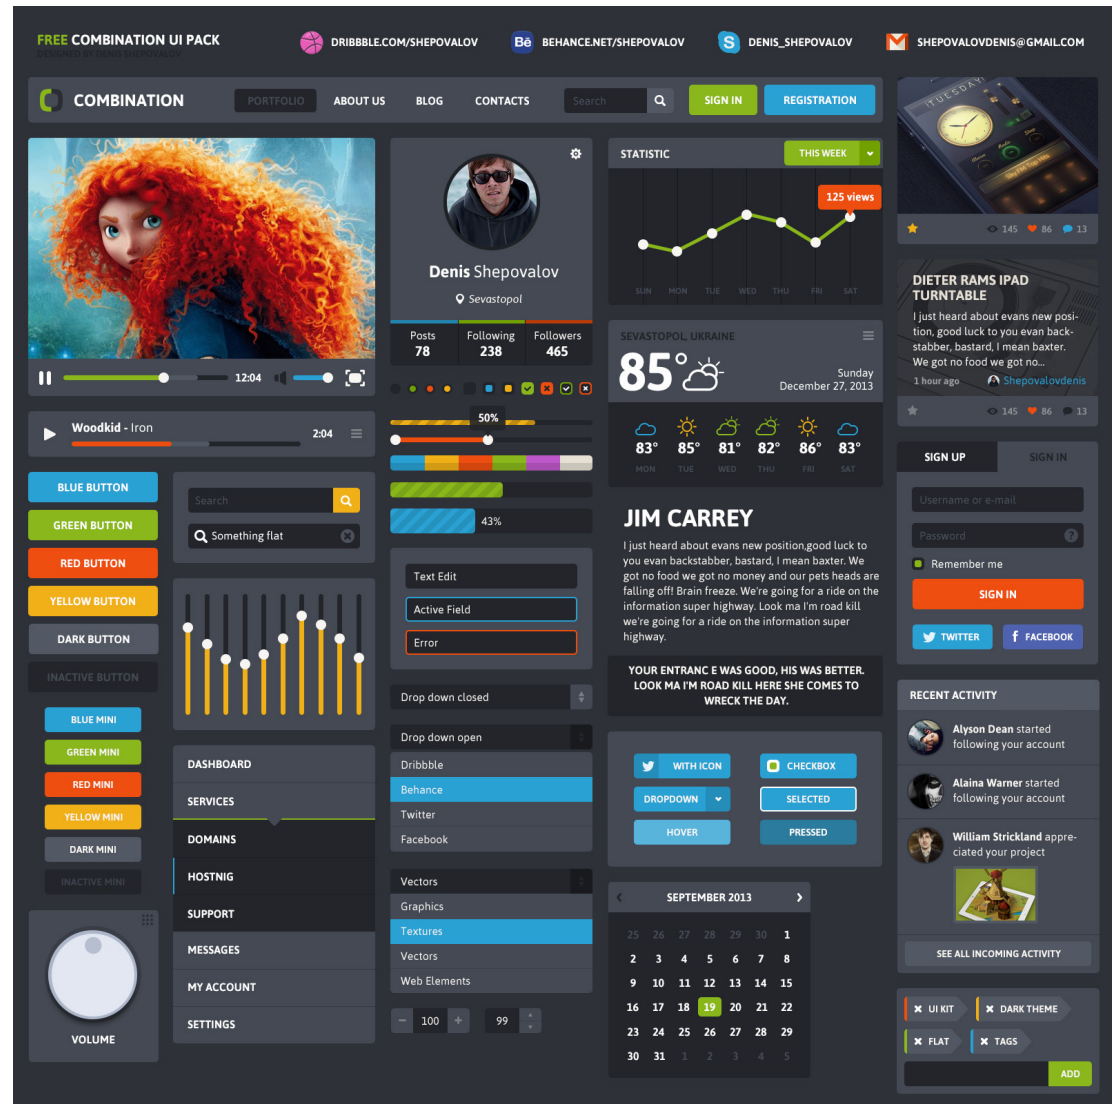 FREE COMBINATION UI PACK
DESIGNED BY DENIS SHEPOVALOV
DRIBBBLE.COM/SHEPOVALOV
Bē BEHANCE.NET/SHEPOVALOV
DENIS_SHEPOVALOV
SHEPOVALOVDENIS@GMAIL.COM
COMBINATION
PORTFOLIO
ABOUT US
BLOG
CONTACTS
Search
SIGN IN
REGISTRATION
12:04
Woodkid - Iron
2:04
BLUE BUTTON
GREEN BUTTON
RED BUTTON
YELLOW BUTTON
DARK BUTTON
INACTIVE BUTTON
BLUE MINI
GREEN MINI
RED MINI
YELLOW MINI
DARK MINI
INACTIVE MINI
VOLUME
Search
Something flat
DASHBOARD
SERVICES
DOMAINS
HOSTNIG
SUPPORT
MESSAGES
MY ACCOUNT
SETTINGS
Denis Shepovalov
Sevastopol
Posts Following Followers
78 238 465
50%
43%
Text Edit
Active Field
Error
Drop down closed
Drop down open
Dribbble
Behance
Twitter
Facebook
Vectors
Graphics
Textures
Vectors
Web Elements
− 100 + 99
STATISTIC
THIS WEEK
125 views
SUN MON TUE WED THU FRI SAT
SEVASTOPOL, UKRAINE
85°
Sunday
December 27, 2013
83° 85° 81° 82° 86° 83°
MON TUE WED THU FRI SAT
JIM CARREY
I just heard about evans new position,good luck to
you evan backstabber, bastard, I mean baxter. We
got no food we got no money and our pets heads are
falling off! Brain freeze. We're going for a ride on the
information super highway. Look ma I'm road kill
we're going for a ride on the information super
highway.
YOUR ENTRANC E WAS GOOD, HIS WAS BETTER.
LOOK MA I'M ROAD KILL HERE SHE COMES TO
WRECK THE DAY.
WITH ICON
CHECKBOX
DROPDOWN
SELECTED
HOVER
PRESSED
SEPTEMBER 2013
25 26 27 28 29 30 1
2 3 4 5 6 7 8
9 10 11 12 13 14 15
16 17 18 19 20 21 22
23 24 25 26 27 28 29
30 31 1 2 3 4 5
TUESDAY
145 86 13
DIETER RAMS IPAD
TURNTABLE
I just heard about evans new posi-
tion, good luck to you evan back-
stabber, bastard, I mean baxter.
We got no food we got no...
1 hour ago Shepovalovdenis
145 86 13
SIGN UP
SIGN IN
Username or e-mail
Password ?
Remember me
SIGN IN
TWITTER
f FACEBOOK
RECENT ACTIVITY
Alyson Dean started
following your account
Alaina Warner started
following your account
William Strickland appre-
ciated your project
SEE ALL INCOMING ACTIVITY
UI KIT
DARK THEME
FLAT
TAGS
ADD